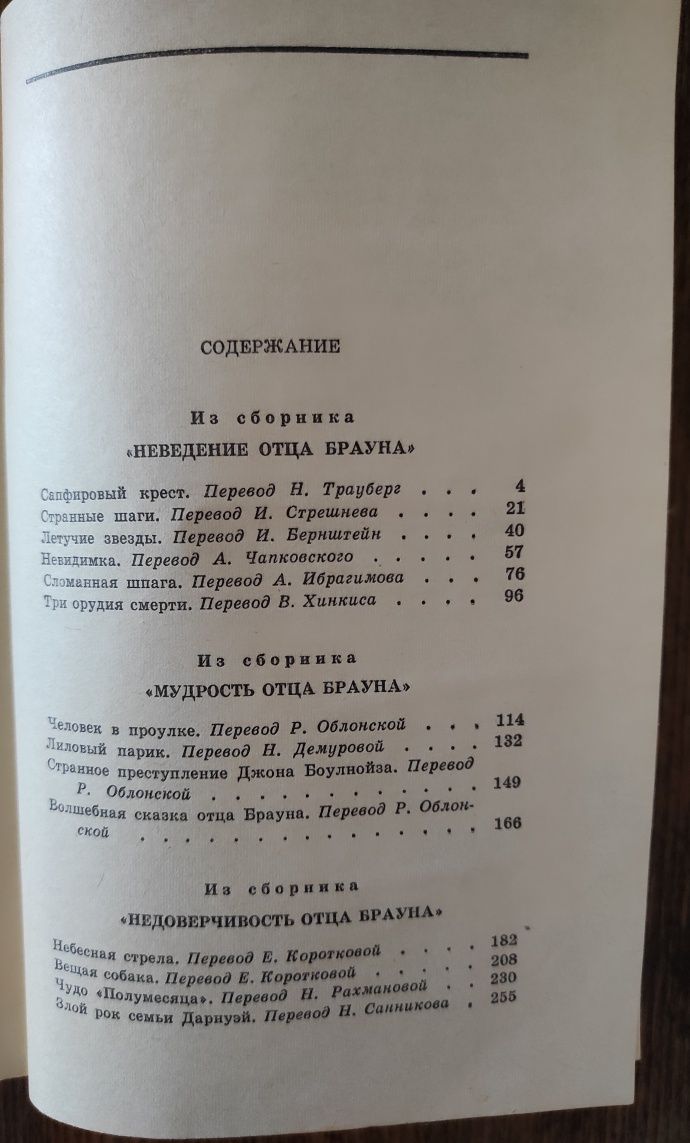 СОДЕРЖАНИЕ
Из сборника
«НЕВЕДЕНИЕ ОТЦА БРАУНА»
Сапфировый крест. Перевод Н. Трауберг . . . 4
Странные шаги. Перевод И. Стрешнева . . . . 21
Летучие звезды. Перевод И. Бернштейн . . . . 40
Невидимка. Перевод А. Чапковского . . . . . 57
Сломанная шпага. Перевод А. Ибрагимова . . . 76
Три орудия смерти. Перевод В. Хинкиса . . . . 96
Из сборника
«МУДРОСТЬ ОТЦА БРАУНА»
Человек в проулке. Перевод Р. Облонской . . . 114
Лиловый парик. Перевод Н. Демуровой . . . . 132
Странное преступление Джона Боулнойза. Перевод
Р. Облонской . . . . . . . . . . . . 149
Волшебная сказка отца Брауна. Перевод Р. Облон-
ской . . . . . . . . . . . . . . . 166
Из сборника
«НЕДОВЕРЧИВОСТЬ ОТЦА БРАУНА»
Небесная стрела. Перевод Е. Коротковой . . . . 182
Вещая собака. Перевод Е. Коротковой . . . . . 208
Чудо «Полумесяца». Перевод Н. Рахмановой . . 230
Злой рок семьи Дарнуэй. Перевод Н. Санникова . 255